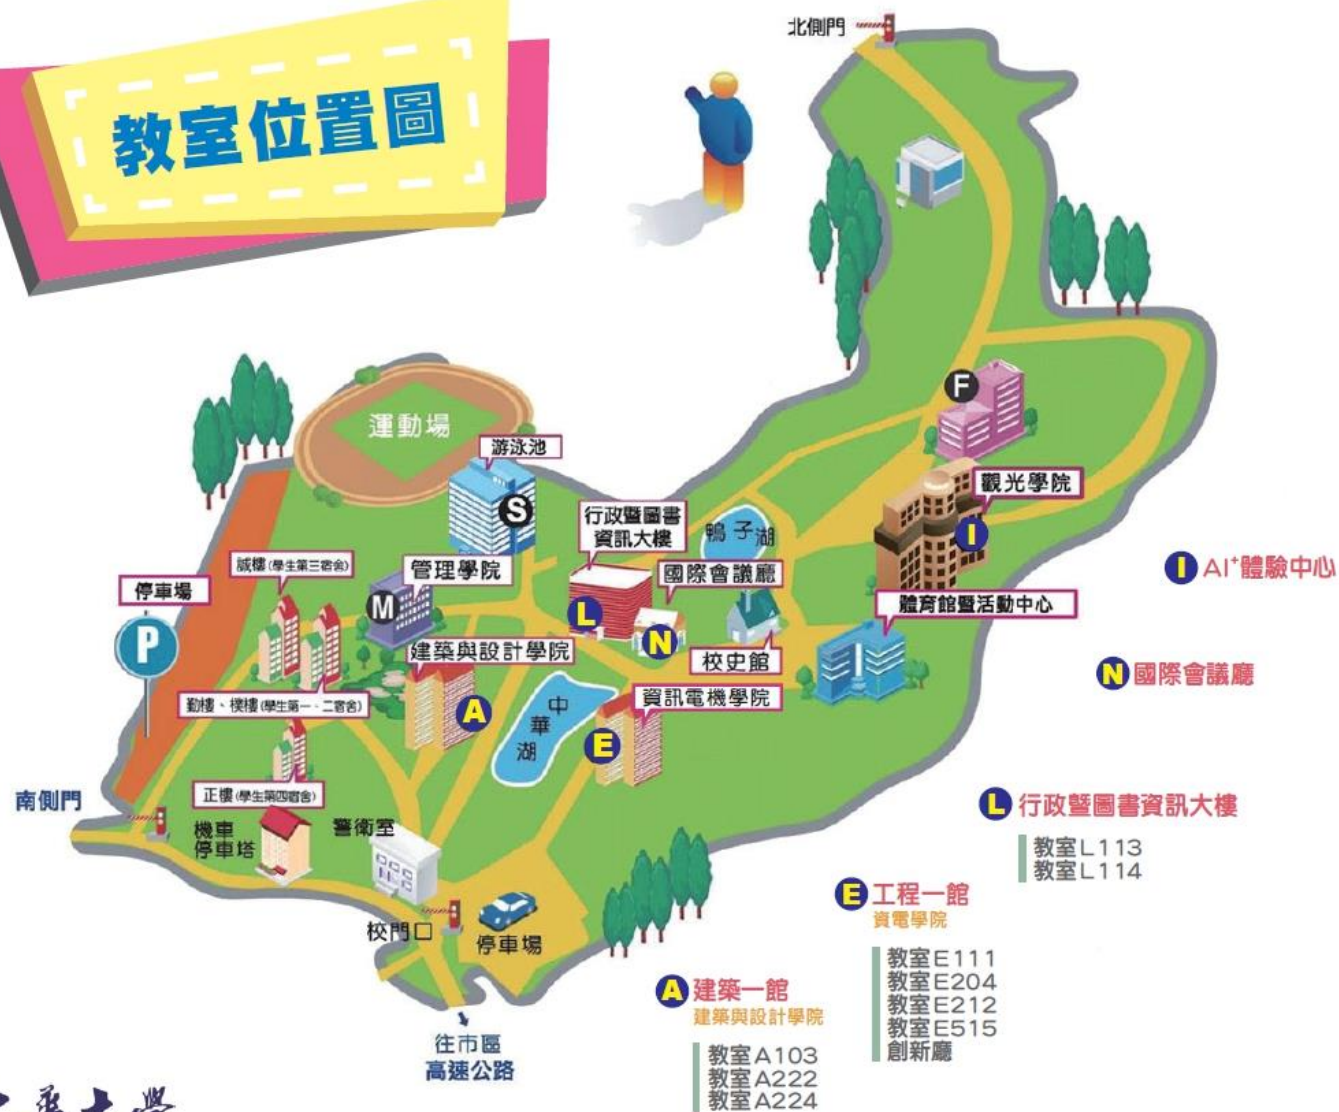 教室位置圖
北側門
F
運動場
游泳池
S
行政暨圖書
資訊大樓
鴨子湖
觀光學院
I
I AI⁺體驗中心
誠樓(學生第三宿舍)
管理學院
國際會議廳
停車場
P
M
L
N
體育館暨活動中心
建築與設計學院
校史館
N 國際會議廳
勤樓、樸樓(學生第一、二宿舍)
A
中華湖
資訊電機學院
E
正樓(學生第四宿舍)
南側門
機車
停車塔
警衛室
L 行政暨圖書資訊大樓
教室L113
教室L114
校門口
停車場
E 工程一館
資電學院
教室E111
教室E204
教室E212
教室E515
創新廳
A 建築一館
建築與設計學院
教室A103
教室A222
教室A224
往市區
高速公路
大學